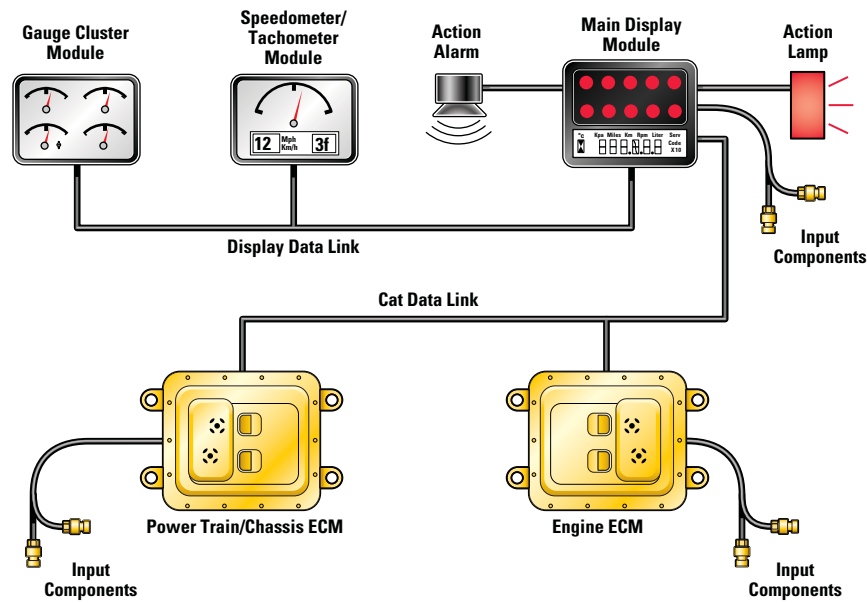 Gauge Cluster
Module
Speedometer/
Tachometer
Module
Action
Alarm
Main Display
Module
Action
Lamp
12 Mph
Km/h 3f
°C Kpa Miles Km Rpm Liter Serv
Code
X10
Display Data Link
Input
Components
Cat Data Link
Power Train/Chassis ECM
Engine ECM
Input
Components
Input
Components